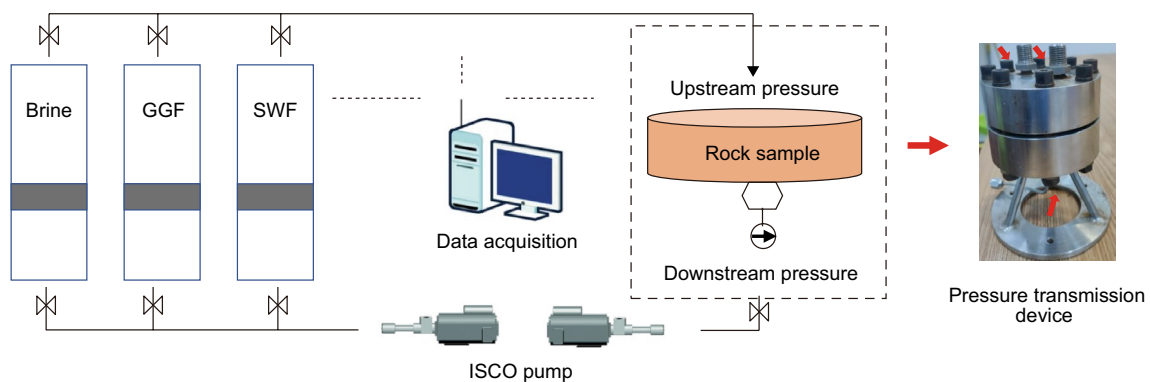 Brine
GGF
SWF
Data acquisition
ISCO pump
Upstream pressure
Rock sample
Downstream pressure
Pressure transmission
device